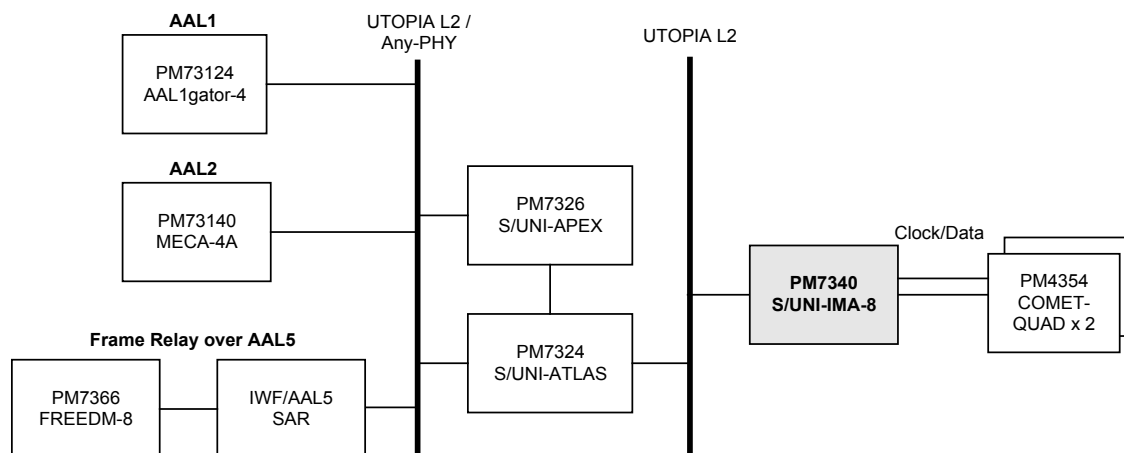 AAL1
PM73124
AAL1gator-4
UTOPIA L2 /
Any-PHY
UTOPIA L2
AAL2
PM73140
MECA-4A
PM7326
S/UNI-APEX
Clock/Data
PM7340
S/UNI-IMA-8
PM4354
COMET-
QUAD x 2
Frame Relay over AAL5
PM7324
S/UNI-ATLAS
PM7366
FREEDM-8
IWF/AAL5
SAR